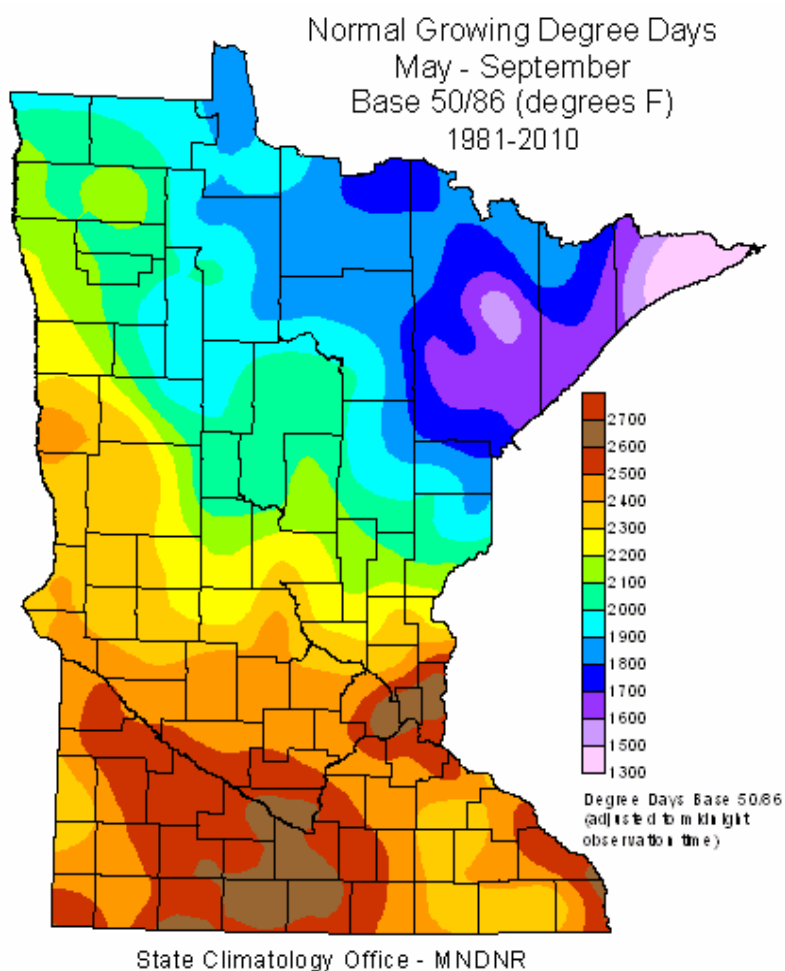 Normal Growing Degree Days
May - September
Base 50/86 (degrees F)
1981-2010
2700
2600
2500
2400
2300
2200
2100
2000
1900
1800
1700
1600
1500
1300
Degree Days Base 50/86
(adjusted to midnight
observation time)
State Climatology Office - MNDNR